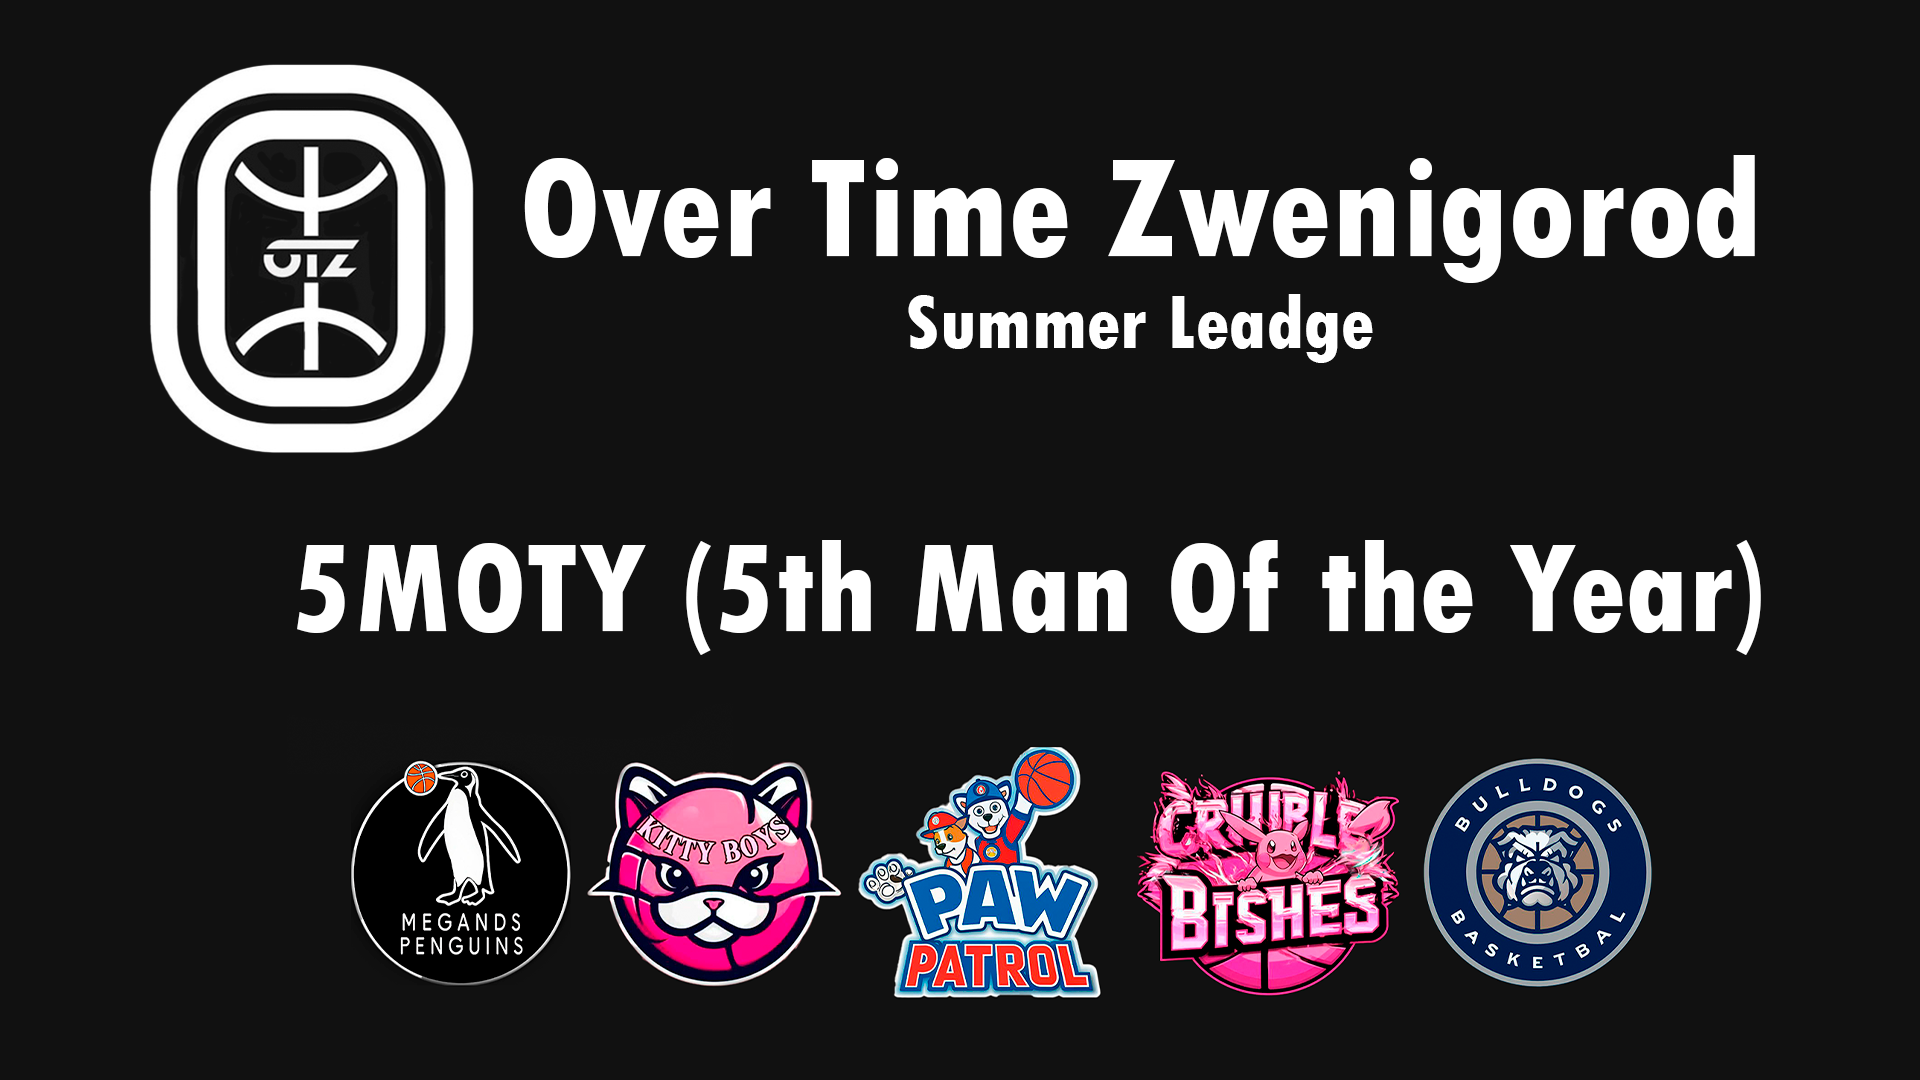 OTZ
Over Time Zwenigorod
Summer Leadge
5MOTY (5th Man Of the Year)
MEGANDS
PENGUINS
KITTY BOYS
PAW
PATROL
BISHES
BULLDOGS
BASKETBAL